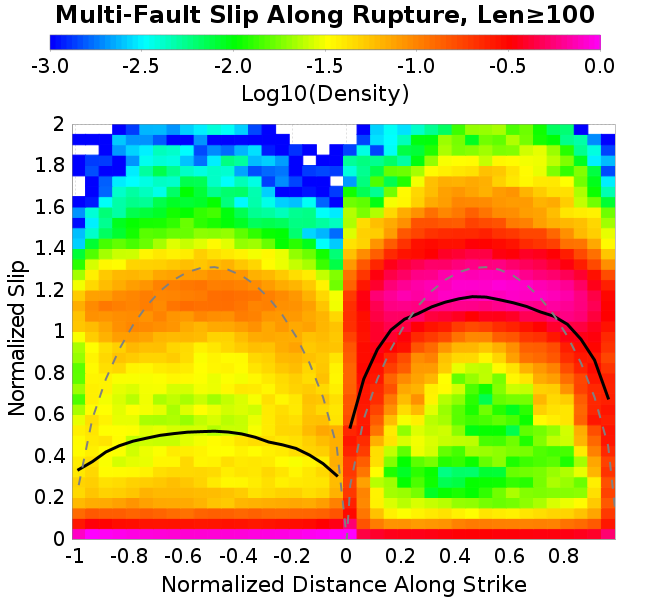 Multi-Fault Slip Along Rupture, Len≥100
-3.0 -2.5 -2.0 -1.5 -1.0 -0.5 0.0
Log10(Density)
2
1.8
1.6
1.4
1.2
1
0.8
0.6
0.4
0.2
0
Normalized Slip
-1 -0.8 -0.6 -0.4 -0.2 0 0.2 0.4 0.6 0.8
Normalized Distance Along Strike